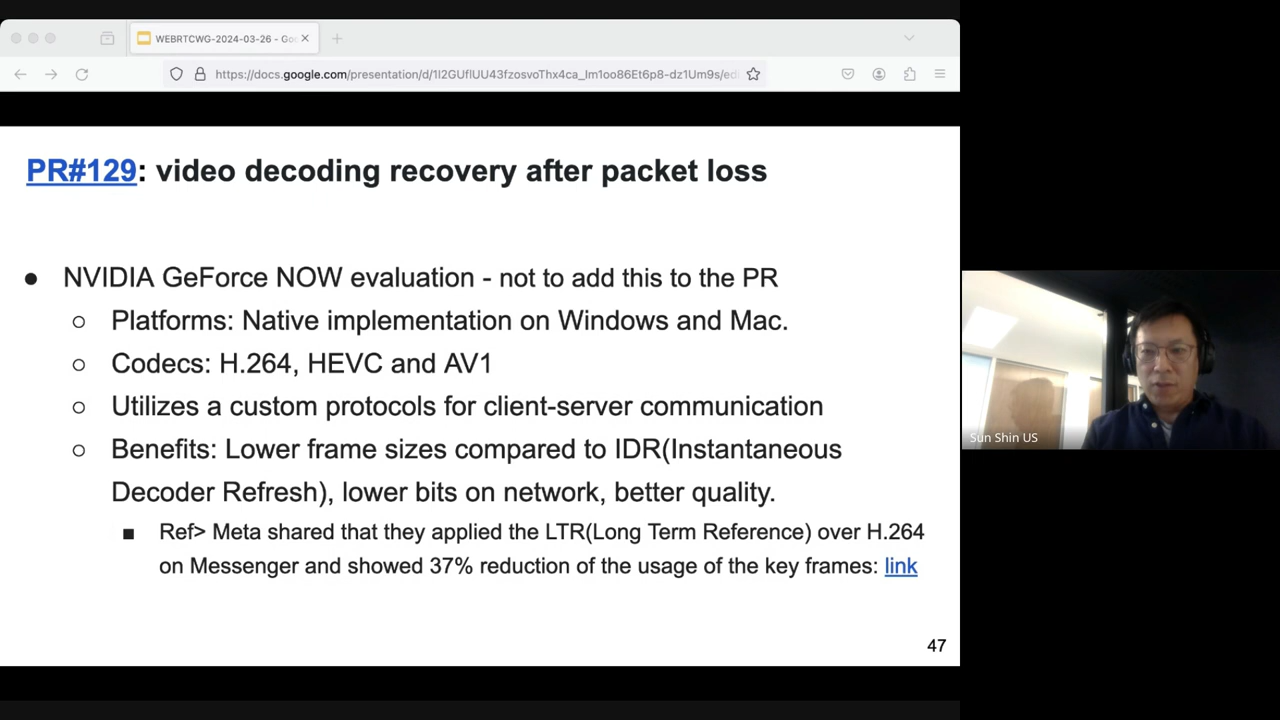 WEBRTCWG-2024-03-26 - Go
https://docs.google.com/presentation/d/1I2GUflUU43fzosvoThx4ca_Im1oo86Et6p8-dz1Um9s/edi
PR#129: video decoding recovery after packet loss
● NVIDIA GeForce NOW evaluation - not to add this to the PR
○ Platforms: Native implementation on Windows and Mac.
○ Codecs: H.264, HEVC and AV1
○ Utilizes a custom protocols for client-server communication
○ Benefits: Lower frame sizes compared to IDR(Instantaneous
Decoder Refresh), lower bits on network, better quality.
■ Ref> Meta shared that they applied the LTR(Long Term Reference) over H.264
on Messenger and showed 37% reduction of the usage of the key frames: link
47
Sun Shin US